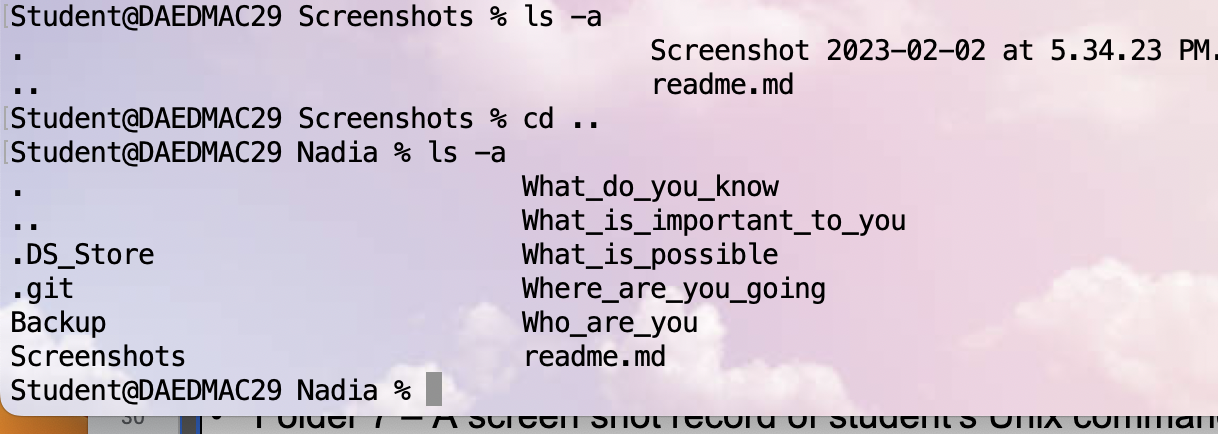 Student@DAEDMAC29 Screenshots % ls -a
. Screenshot 2023-02-02 at 5.34.23 PM.
.. readme.md
Student@DAEDMAC29 Screenshots % cd ..
Student@DAEDMAC29 Nadia % ls -a
. What_do_you_know
.. What_is_important_to_you
.DS_Store What_is_possible
.git Where_are_you_going
Backup Who_are_you
Screenshots readme.md
Student@DAEDMAC29 Nadia %
30 • Folder 7 – A screen shot record of student's Unix comman